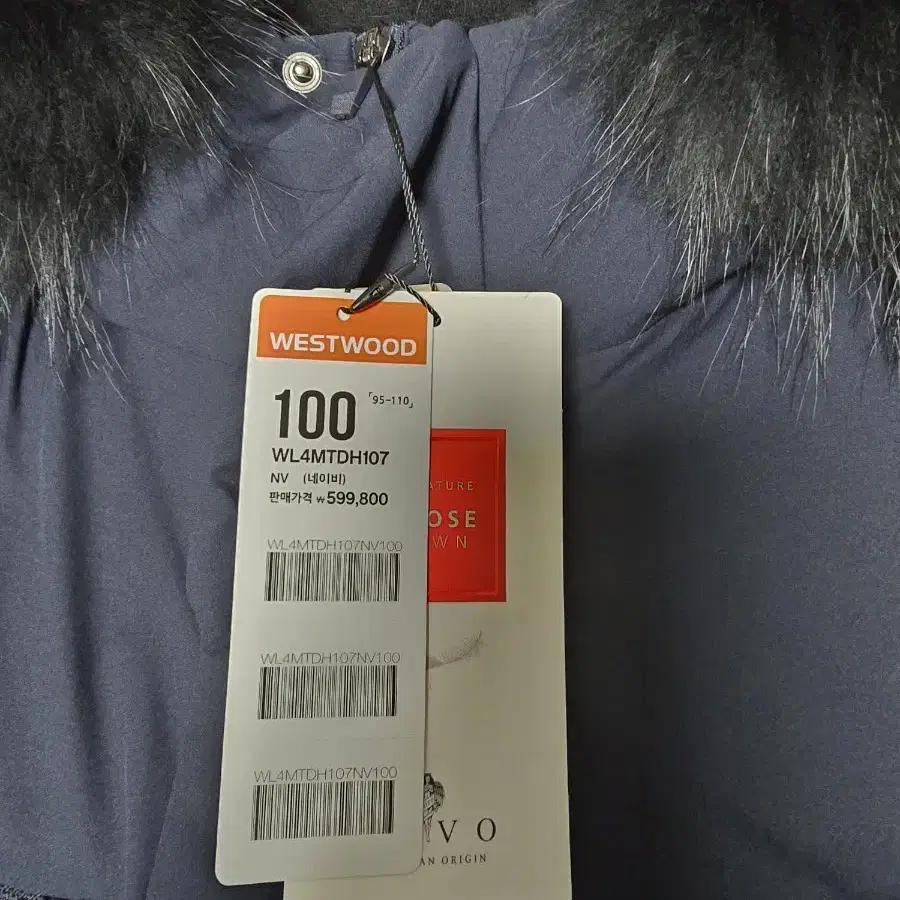 WESTWOOD
100 「95-110」
WL4MTDH107
NV (네이비)
판매가격 ₩599,800
WL4MTDH107NV100
WL4MTDH107NV100
WL4MTDH107NV100
ATURE
OSE
WN
VO
AN ORIGIN